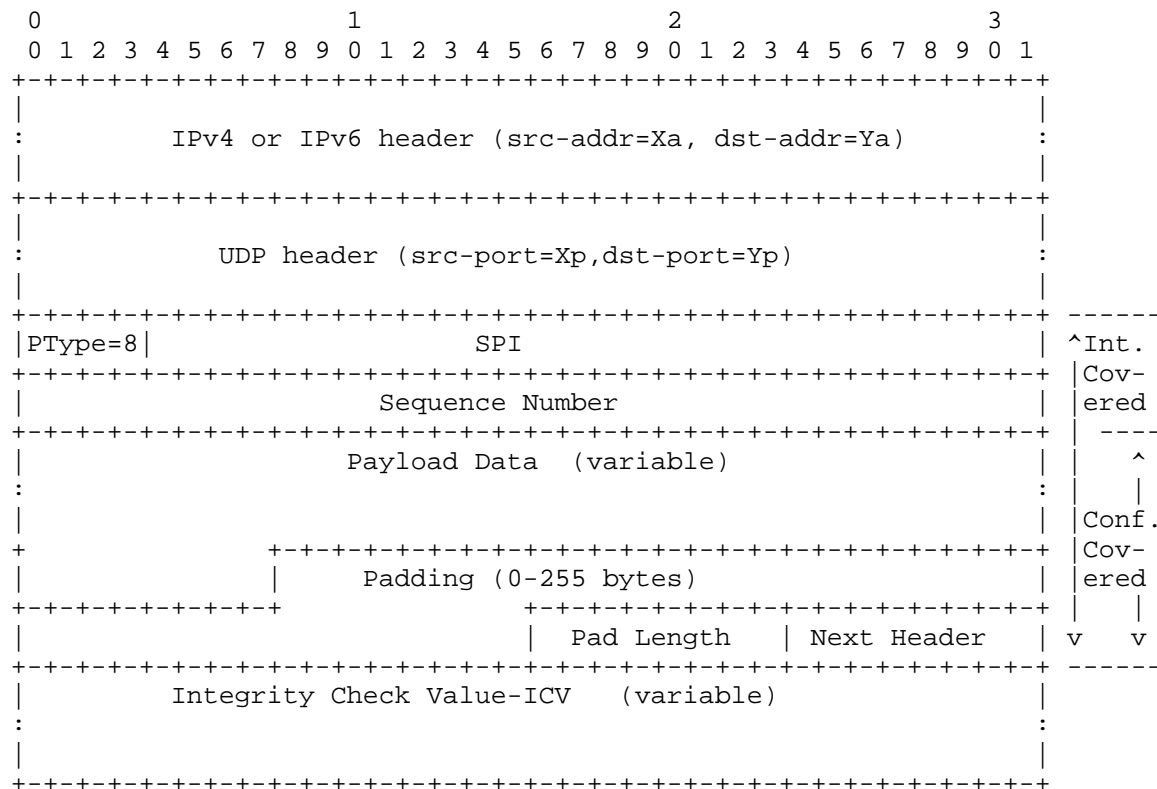 0                   1                   2                   3
 0 1 2 3 4 5 6 7 8 9 0 1 2 3 4 5 6 7 8 9 0 1 2 3 4 5 6 7 8 9 0 1
+-+-+-+-+-+-+-+-+-+-+-+-+-+-+-+-+-+-+-+-+-+-+-+-+-+-+-+-+-+-+-+-+
|                                                               |
:         IPv4 or IPv6 header (src-addr=Xa, dst-addr=Ya)        :
|                                                               |
+-+-+-+-+-+-+-+-+-+-+-+-+-+-+-+-+-+-+-+-+-+-+-+-+-+-+-+-+-+-+-+-+
|                                                               |
:            UDP header (src-port=Xp,dst-port=Yp)               :
|                                                               |
+-+-+-+-+-+-+-+-+-+-+-+-+-+-+-+-+-+-+-+-+-+-+-+-+-+-+-+-+-+-+-+-+ ------
|PType=8|                    SPI                                | ^Int.
+-+-+-+-+-+-+-+-+-+-+-+-+-+-+-+-+-+-+-+-+-+-+-+-+-+-+-+-+-+-+-+-+ |Cov-
|                      Sequence Number                          | |ered
+-+-+-+-+-+-+-+-+-+-+-+-+-+-+-+-+-+-+-+-+-+-+-+-+-+-+-+-+-+-+-+-+ | ----
|                    Payload Data  (variable)                   | |   ^
:                                                               : |   |
|                                                               | |Conf.
+               +-+-+-+-+-+-+-+-+-+-+-+-+-+-+-+-+-+-+-+-+-+-+-+-+ |Cov-
|               |     Padding (0-255 bytes)                     | |ered
+-+-+-+-+-+-+-+-+               +-+-+-+-+-+-+-+-+-+-+-+-+-+-+-+-+ |   |
|                               |  Pad Length   | Next Header   | v   v
+-+-+-+-+-+-+-+-+-+-+-+-+-+-+-+-+-+-+-+-+-+-+-+-+-+-+-+-+-+-+-+-+ ------
|         Integrity Check Value-ICV   (variable)                |
:                                                               :
|                                                               |
+-+-+-+-+-+-+-+-+-+-+-+-+-+-+-+-+-+-+-+-+-+-+-+-+-+-+-+-+-+-+-+-+